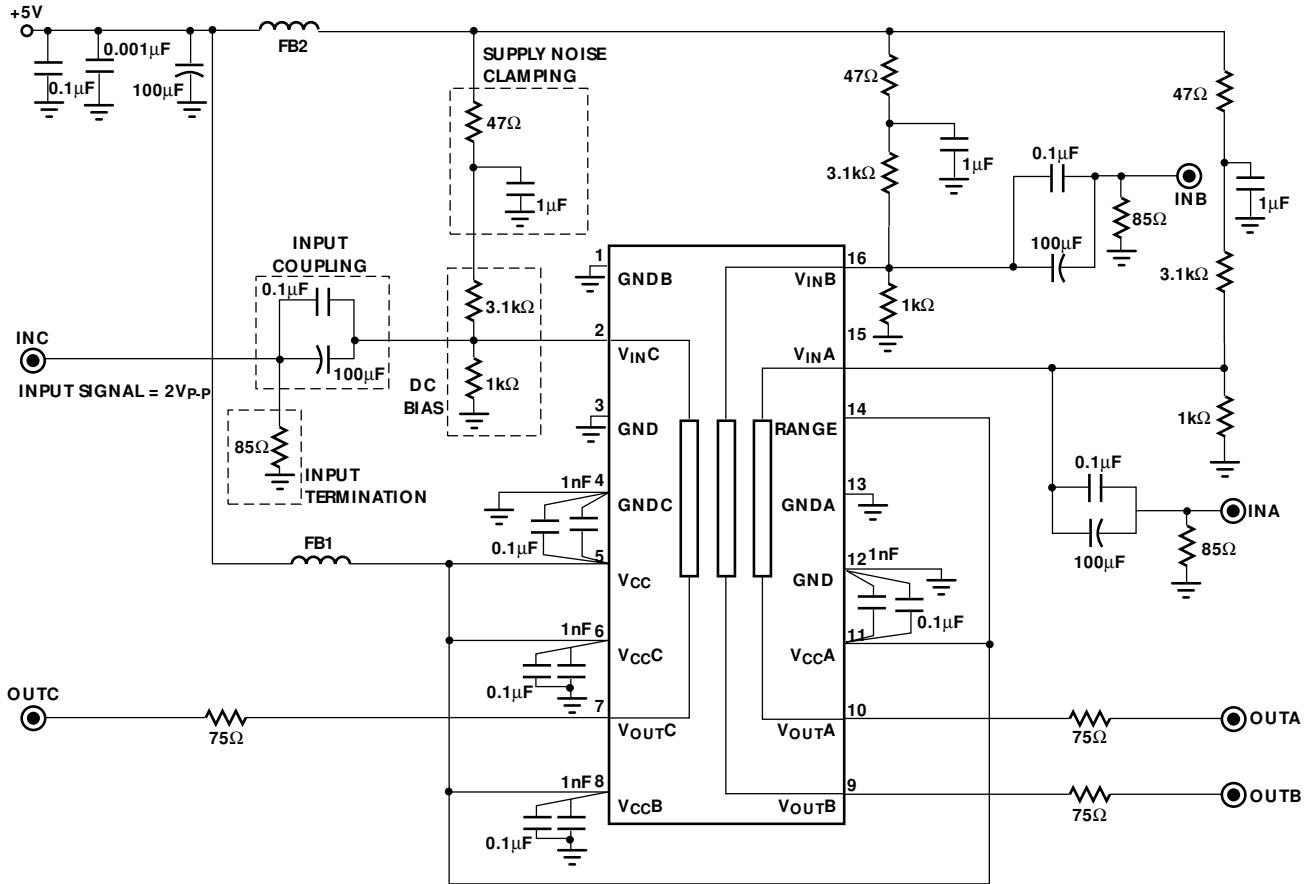 +5V
0.1μF
0.001μF
100μF
FB2
SUPPLY NOISE
CLAMPING
47Ω
1μF
47Ω
3.1kΩ
1μF
0.1μF
100μF
85Ω
INB
47Ω
1μF
3.1kΩ
INPUT
COUPLING
0.1μF
100μF
3.1kΩ
1kΩ
DC
BIAS
INC
INPUT SIGNAL = 2VP-P
85Ω
INPUT
TERMINATION
1
GNDB
2
VINC
3
GND
1nF
4
GNDC
0.1μF
FB1
5
VCC
1nF
6
VCCC
0.1μF
OUTC
75Ω
7
VOUTC
1nF
8
VCCB
0.1μF
16
VINB
1kΩ
15
VINA
14
RANGE
1kΩ
13
GNDA
0.1μF
100μF
85Ω
INA
12
1nF
GND
0.1μF
11
VCCA
10
VOUTA
75Ω
OUTA
9
VOUTB
75Ω
OUTB